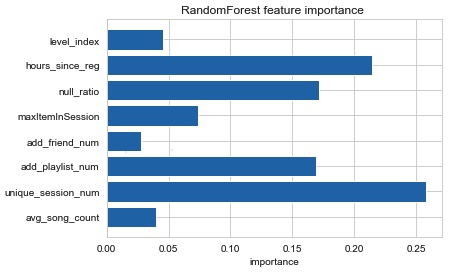 RandomForest feature importance
level_index
hours_since_reg
null_ratio
maxItemInSession
add_friend_num
add_playlist_num
unique_session_num
avg_song_count
0.00 0.05 0.10 0.15 0.20 0.25
importance